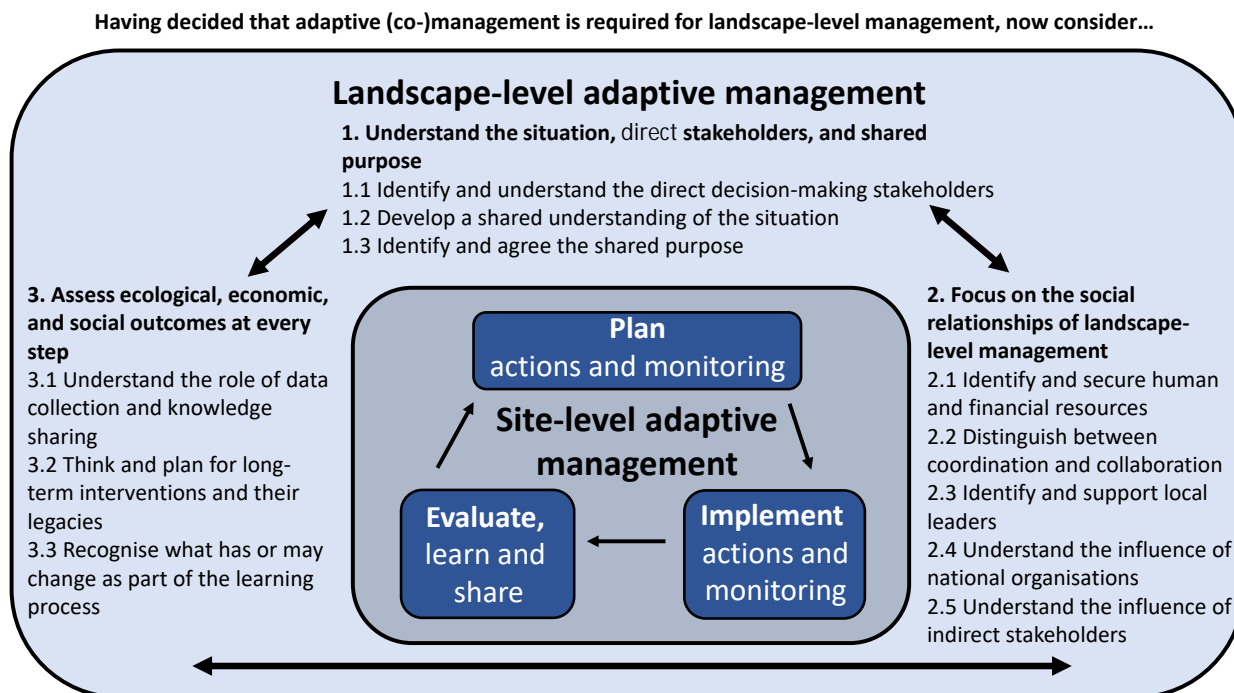 Having decided that adaptive (co-)management is required for landscape-level management, now consider…
Landscape-level adaptive management
1. Understand the situation, direct stakeholders, and shared
purpose
1.1 Identify and understand the direct decision-making stakeholders
1.2 Develop a shared understanding of the situation
1.3 Identify and agree the shared purpose
3. Assess ecological, economic,
and social outcomes at every
step
3.1 Understand the role of data
collection and knowledge
sharing
3.2 Think and plan for long-
term interventions and their
legacies
3.3 Recognise what has or may
change as part of the learning
process
Plan
actions and monitoring
Site-level adaptive
management
Evaluate,
learn and
share
Implement
actions and
monitoring
2. Focus on the social
relationships of landscape-
level management
2.1 Identify and secure human
and financial resources
2.2 Distinguish between
coordination and collaboration
2.3 Identify and support local
leaders
2.4 Understand the influence of
national organisations
2.5 Understand the influence of
indirect stakeholders